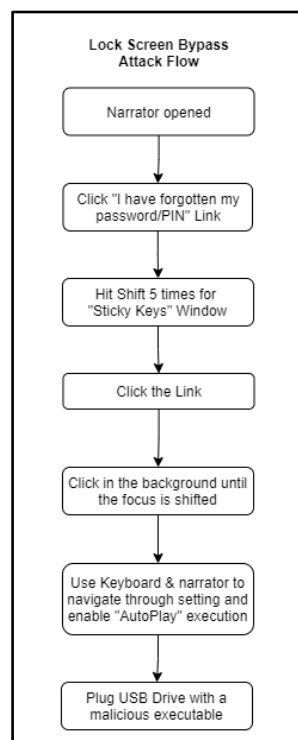 Lock Screen Bypass
Attack Flow
Narrator opened
Click "I have forgotten my
password/PIN" Link
Hit Shift 5 times for
"Sticky Keys" Window
Click the Link
Click in the background until
the focus is shifted
Use Keyboard & narrator to
navigate through setting and
enable "AutoPlay" execution
Plug USB Drive with a
malicious executable